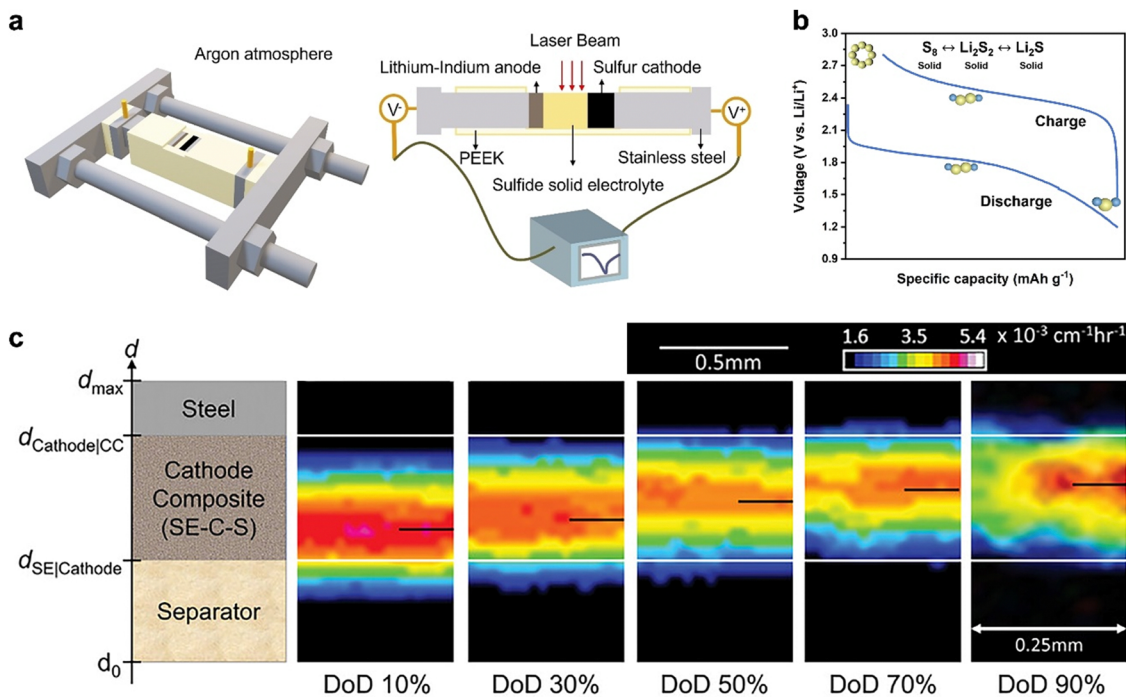 a
Argon atmosphere
Laser Beam
Lithium-Indium anode
Sulfur cathode
V-
V+
PEEK
Stainless steel
Sulfide solid electrolyte
b
Voltage (V vs. Li/Li⁺)
3.0
2.7
2.4
2.1
1.8
1.5
1.2
0.9
S₈ ↔ Li₂S₂ ↔ Li₂S
Solid Solid Solid
Charge
Discharge
Specific capacity (mAh g⁻¹)
c
0.5mm
1.6 3.5 5.4 x 10⁻³ cm⁻¹hr⁻¹
d
dmax
Steel
dCathode|CC
Cathode
Composite
(SE-C-S)
dSE|Cathode
Separator
d₀
0.25mm
DoD 10% DoD 30% DoD 50% DoD 70% DoD 90%